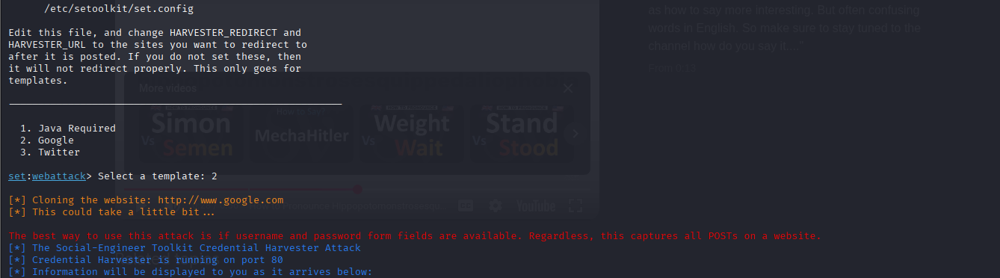 /etc/setoolkit/set.config
Edit this file, and change HARVESTER_REDIRECT and
HARVESTER_URL to the sites you want to redirect to
after it is posted. If you do not set these, then
it will not redirect properly. This only goes for
templates.
1. Java Required
2. Google
3. Twitter
set:webattack> Select a template: 2
[*] Cloning the website: http://www.google.com
[*] This could take a little bit...
The best way to use this attack is if username and password form fields are available. Regardless, this captures all POSTs on a website.
[*] The Social-Engineer Toolkit Credential Harvester Attack
[*] Credential Harvester is running on port 80
[*] Information will be displayed to you as it arrives below:
as how to say more interesting. But often confusing
words in English. So make sure to stay tuned to the
channel how do you say it..."
From 0:13
More videos
Simon
Vs
Semen
MechaHitler
Weight
Vs
Wait
Stand
Vs
Stood
CC
YouTube